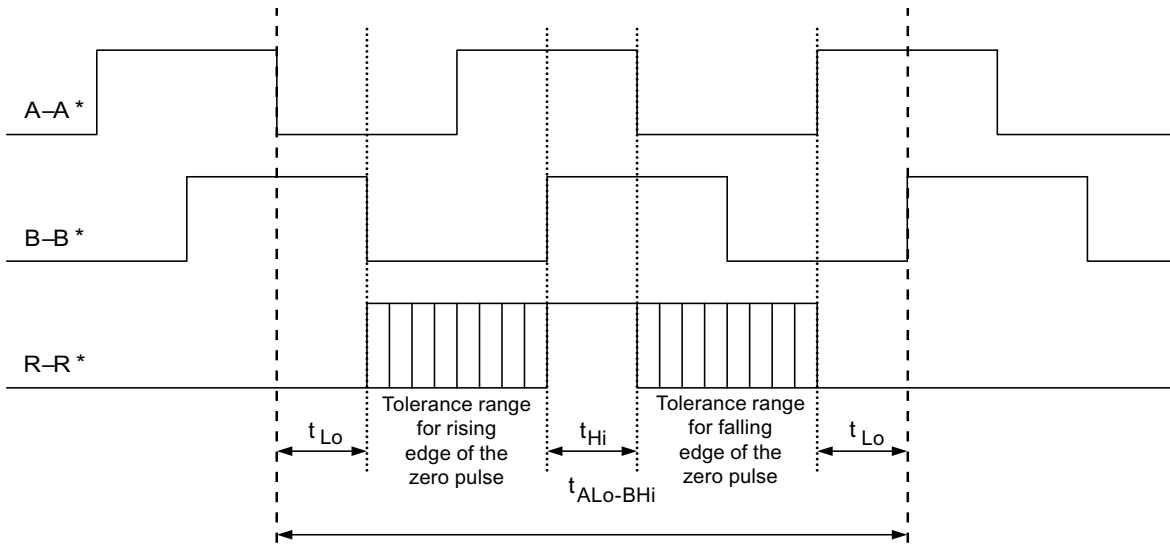 A–A *
B–B *
R–R *
Tolerance range
for rising
edge of the
zero pulse
Tolerance range
for falling
edge of the
zero pulse
t Lo
t Hi
t Lo
t ALo-BHi